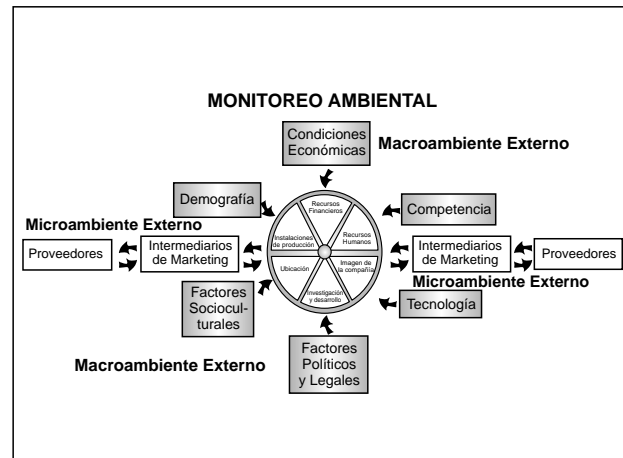 MONITOREO AMBIENTAL
Condiciones
Económicas
Macroambiente Externo
Demografía
Competencia
Recursos
Financieros
Instalaciones
de producción
Recursos
Humanos
Ubicación
Imagen de
la compañía
Investigación
y desarrollo
Microambiente Externo
Proveedores
Intermediarios
de Marketing
Intermediarios
de Marketing
Proveedores
Microambiente Externo
Factores
Sociocul-
turales
Tecnología
Macroambiente Externo
Factores
Políticos
y Legales